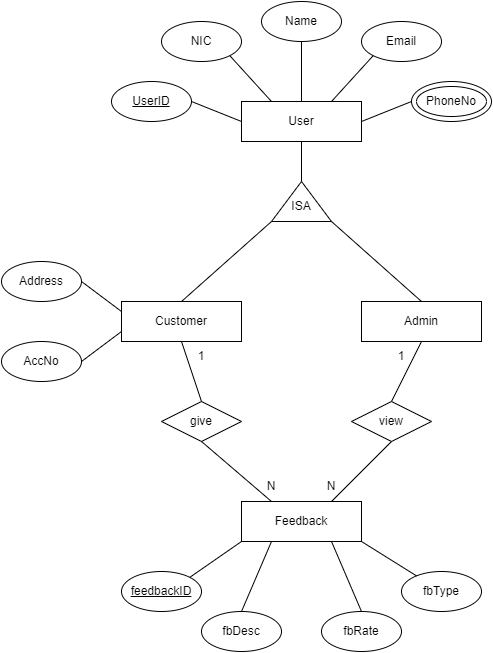 Name
NIC
Email
UserID
PhoneNo
User
ISA
Address
Customer
Admin
AccNo
1
1
give
view
N
N
Feedback
feedbackID
fbType
fbDesc
fbRate